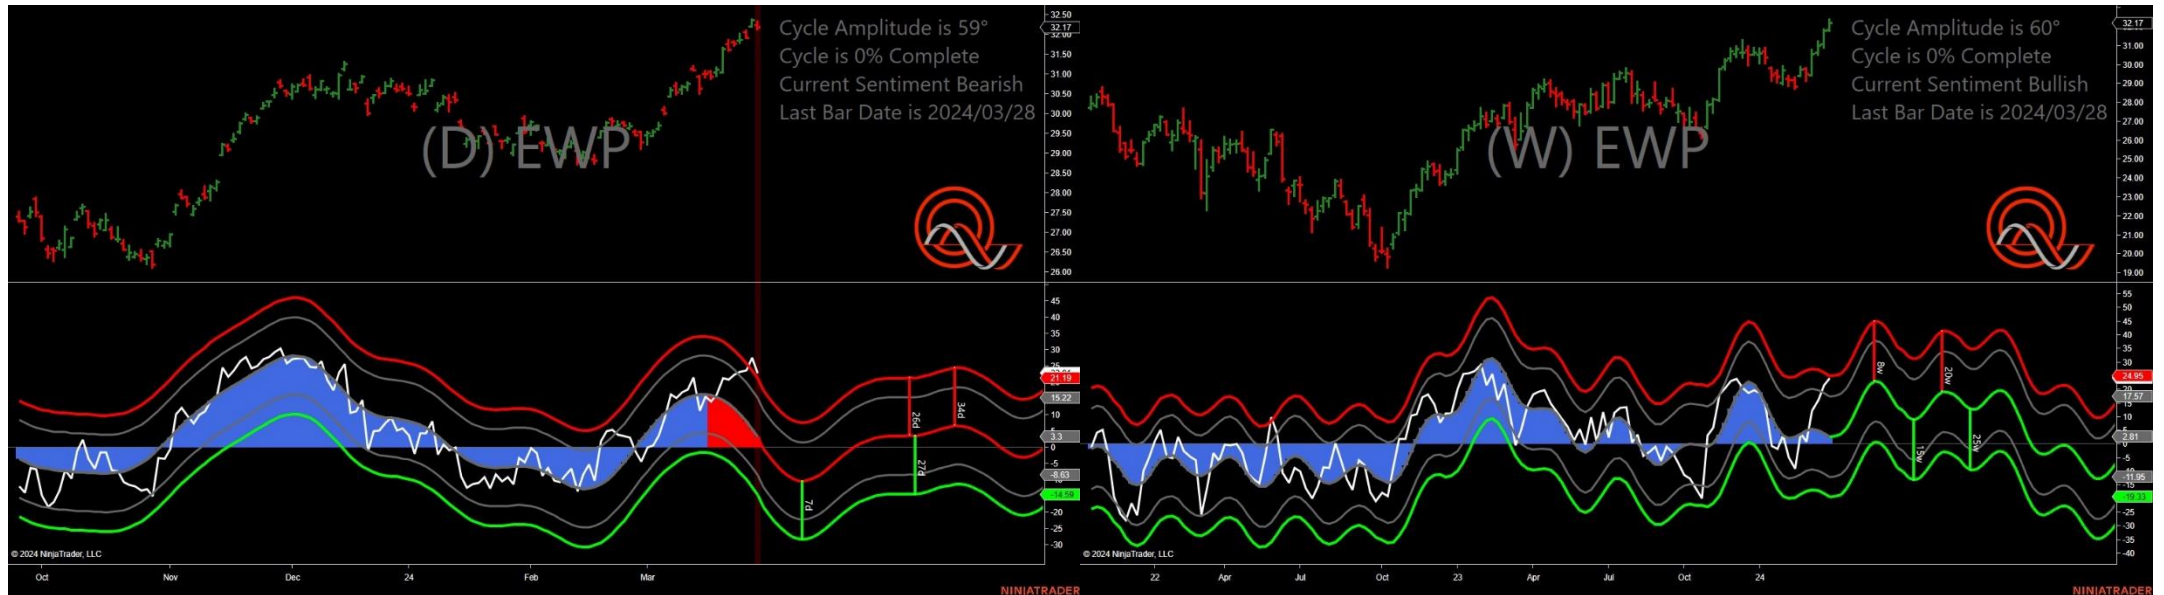 Cycle Amplitude is 59°
Cycle is 0% Complete
Current Sentiment Bearish
Last Bar Date is 2024/03/28
(D) EWP
32.50
32.17
32.00
31.50
31.00
30.50
30.00
29.50
29.00
28.50
28.00
27.50
27.00
26.50
26.00
45
40
35
30
25
21.19
15.22
10
5
3.3
0
-5
-8.63
-14.59
-20
-25
-30
7d
26d
27d
34d
© 2024 NinjaTrader, LLC
Oct
Nov
Dec
24
Feb
Mar
NINJATRADER
Cycle Amplitude is 60°
Cycle is 0% Complete
Current Sentiment Bullish
Last Bar Date is 2024/03/28
(W) EWP
32.17
31.00
30.00
29.00
28.00
27.00
26.00
25.00
24.00
23.00
22.00
21.00
20.00
19.00
55
50
45
40
35
30
24.95
17.57
10
5
2.81
-5
-11.95
-15
-19.33
-25
-30
-35
-40
8w
15w
20w
25w
© 2024 NinjaTrader, LLC
22
Apr
Jul
Oct
23
Apr
Jul
Oct
24
NINJATRADER